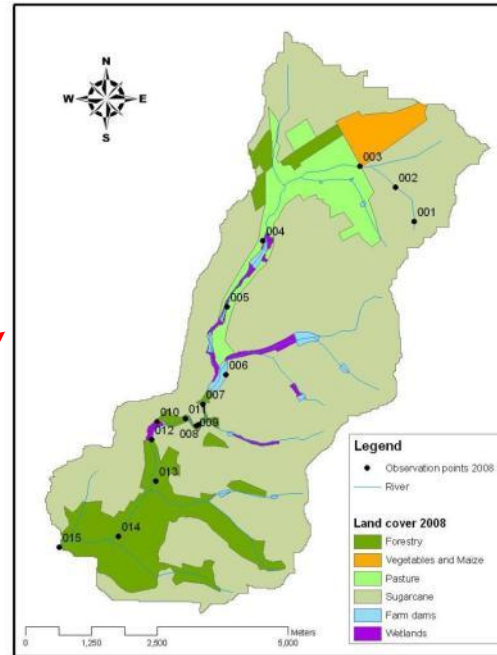 N
W E
S
003
002
001
004
005
006
007
011
010
009
008
012
013
014
015
Legend
Observation points 2008
River
Land cover 2008
Forestry
Vegetables and Maize
Pasture
Sugarcane
Farm dams
Wetlands
Meters
0 1,250 2,500 5,000